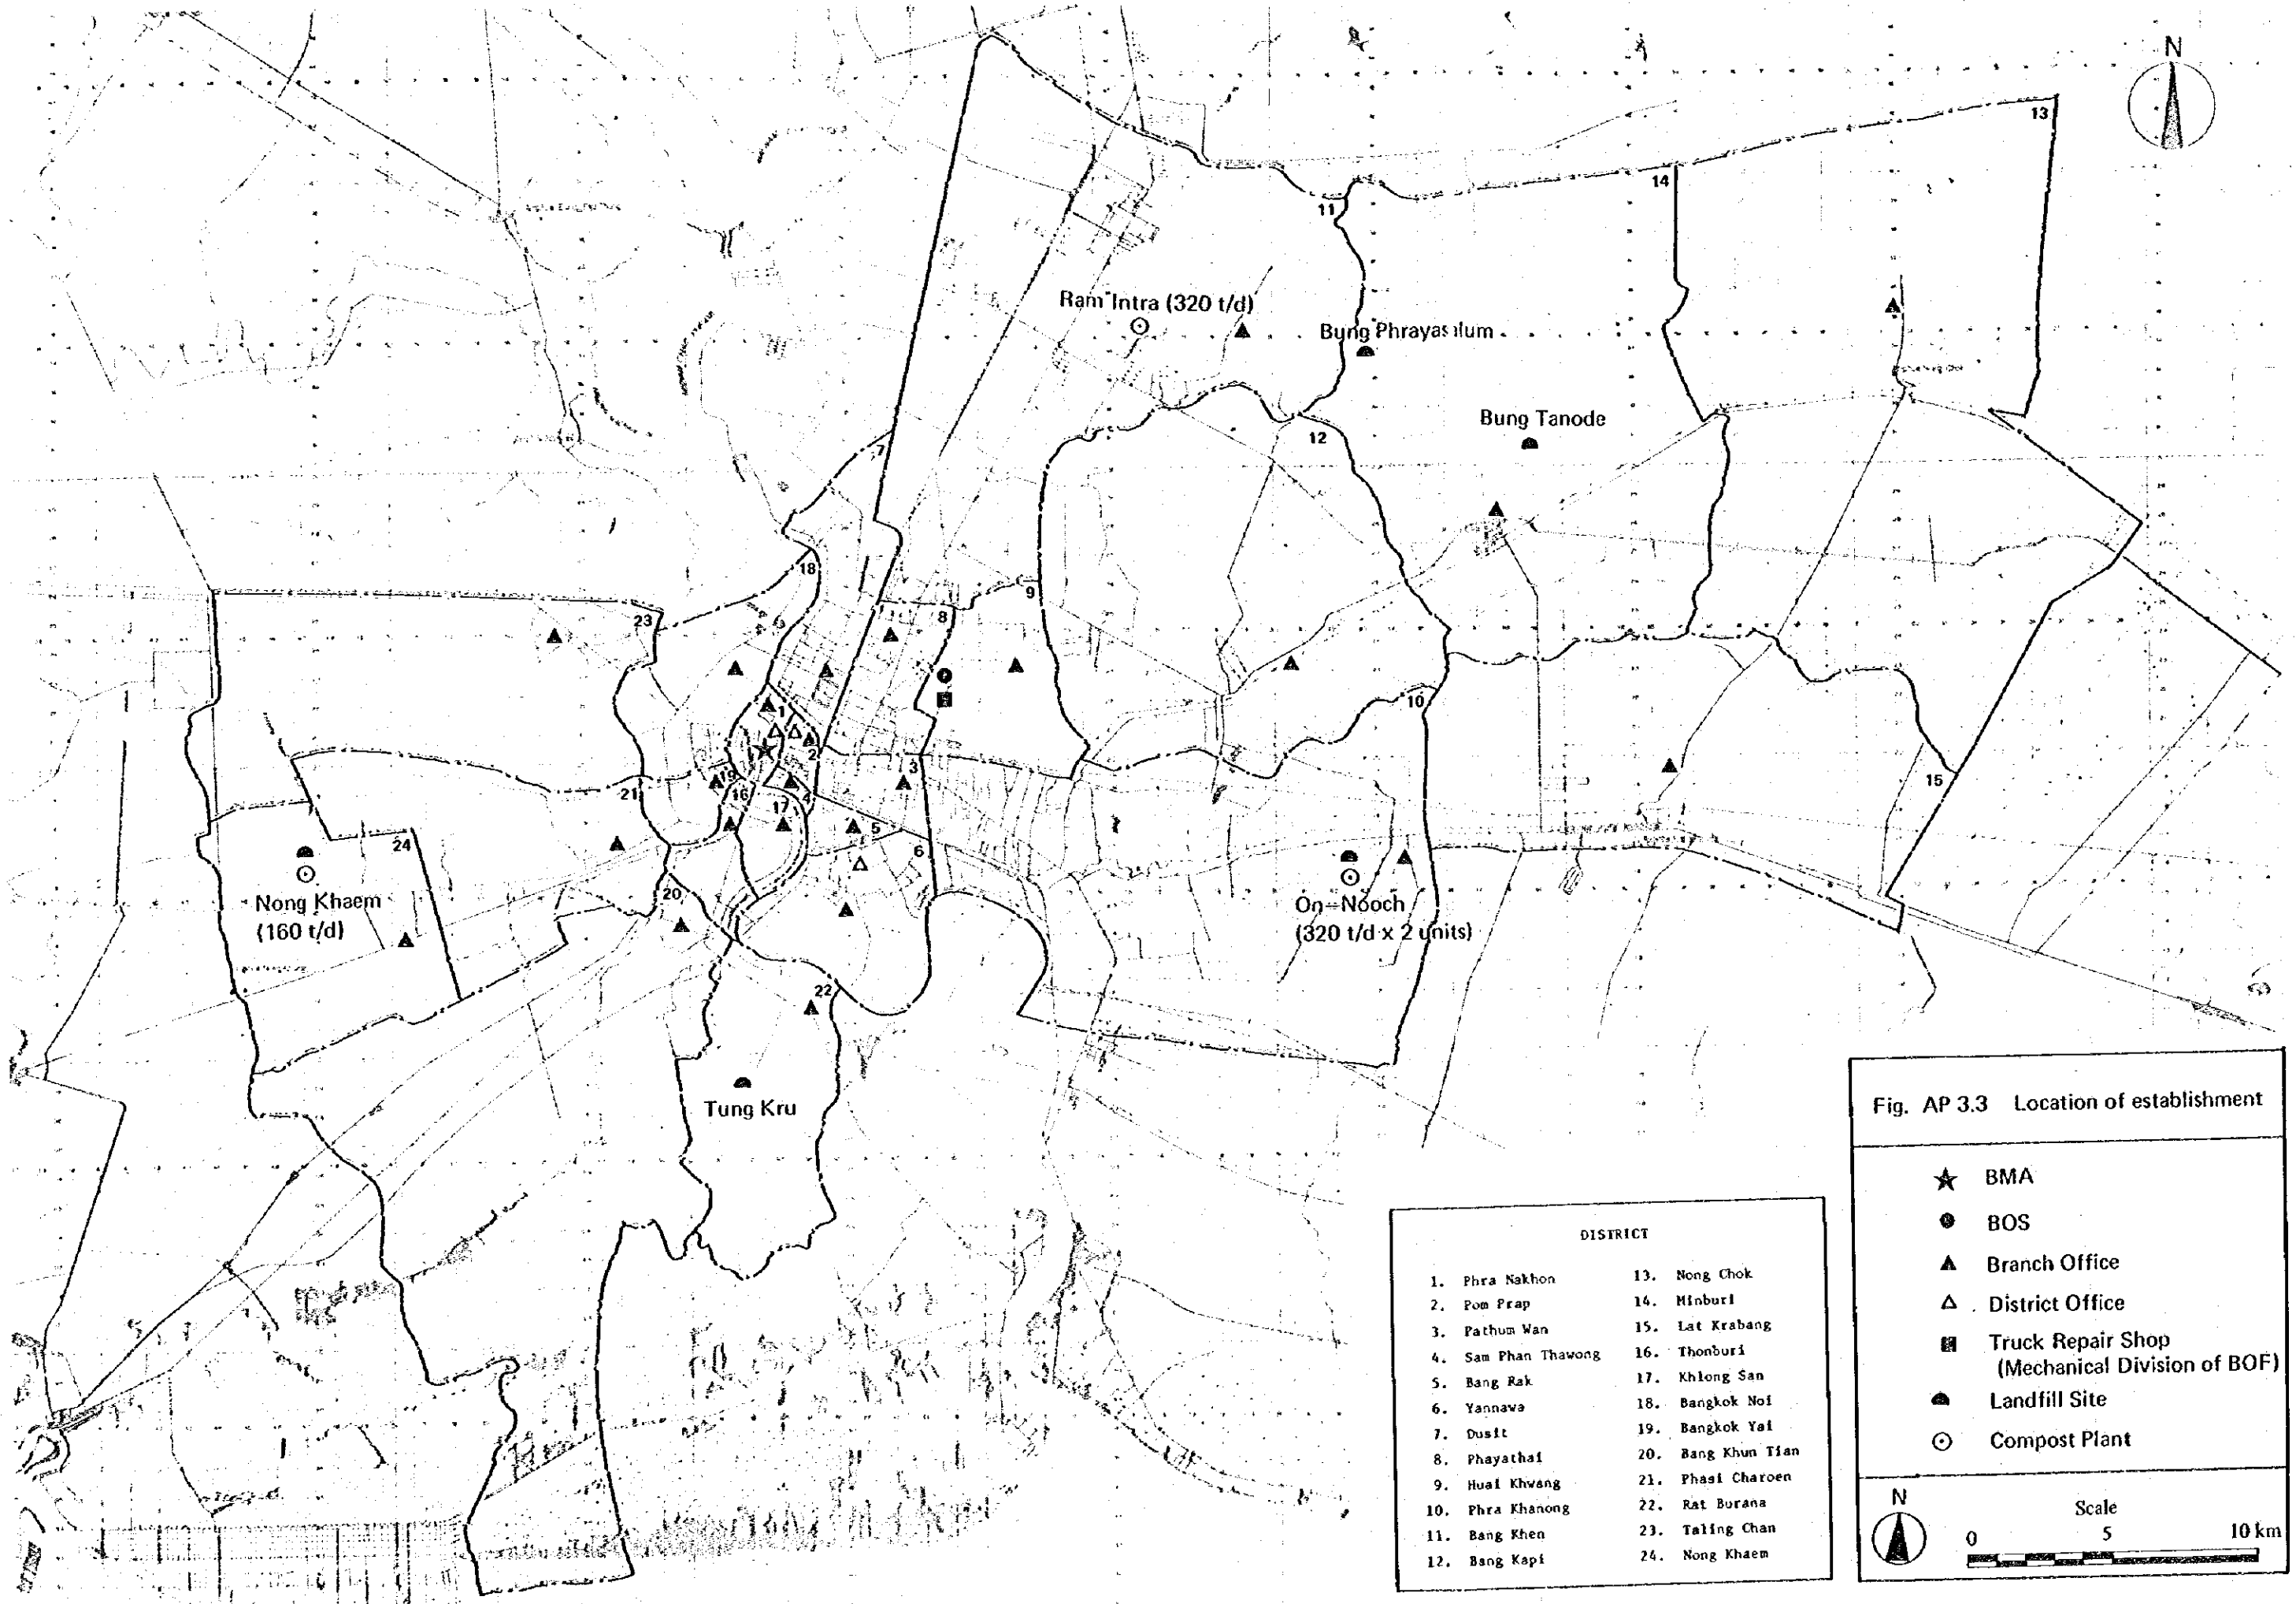 N
13
14
11
Ram Intra (320 t/d)
Bung Phrayasulum
Bung Tanode
12
7
18
9
23
8
10
1
2
3
19
15
21
16
4
17
5
24
6
Nong Khaem
(160 t/d)
20
On-Nooch
(320 t/d x 2 units)
22
Tung Kru
Fig. AP 3.3 Location of establishment
BMA
BOS
Branch Office
District Office
Truck Repair Shop
(Mechanical Division of BOF)
Landfill Site
Compost Plant
N
Scale
0 5 10 km
DISTRICT
1. Phra Nakhon
2. Pom Prap
3. Pathum Wan
4. Sam Phan Thawong
5. Bang Rak
6. Yannawa
7. Dusit
8. Phayathai
9. Huai Khwang
10. Phra Khanong
11. Bang Khen
12. Bang Kapi
13. Nong Chok
14. Minburi
15. Lat Krabang
16. Thonburi
17. Khlong San
18. Bangkok Noi
19. Bangkok Yai
20. Bang Khun Tian
21. Phasi Charoen
22. Rat Burana
23. Taling Chan
24. Nong Khaem